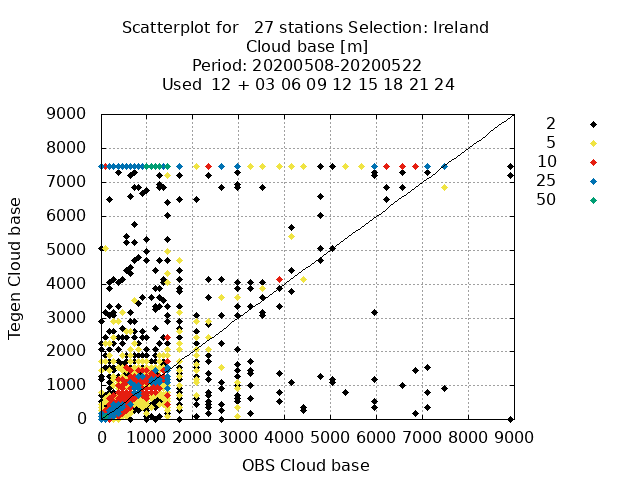 Scatterplot for   27 stations Selection: Ireland
Cloud base [m]
Period: 20200508-20200522
Used  12 + 03 06 09 12 15 18 21 24
9000
8000
7000
6000
5000
4000
3000
2000
1000
0
Tegen Cloud base
0 1000 2000 3000 4000 5000 6000 7000 8000 9000
OBS Cloud base
2
5
10
25
50